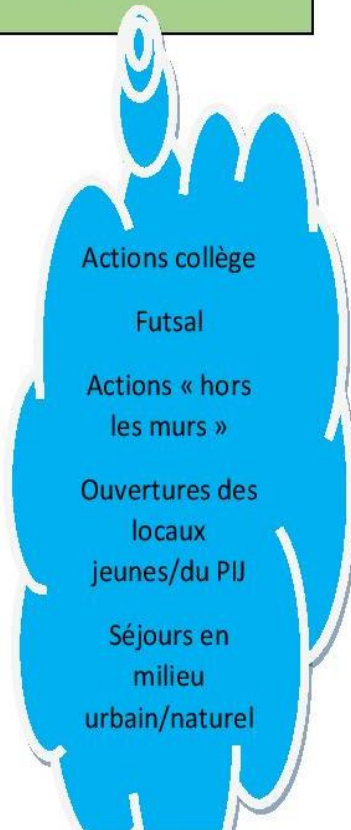 Actions collège
Futsal
Actions « hors
les murs »
Ouvertures des
locaux
jeunes/du PIJ
Séjours en
milieu
urbain/naturel